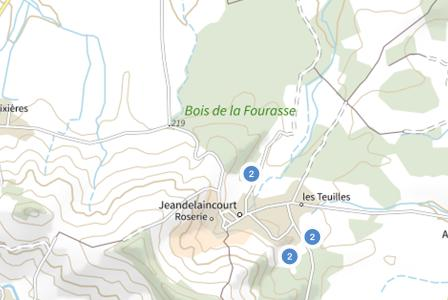 Bois de la Fourasse
219
ixières
2
les Teuilles
Jeandelaincourt
Roserie
2
2
A